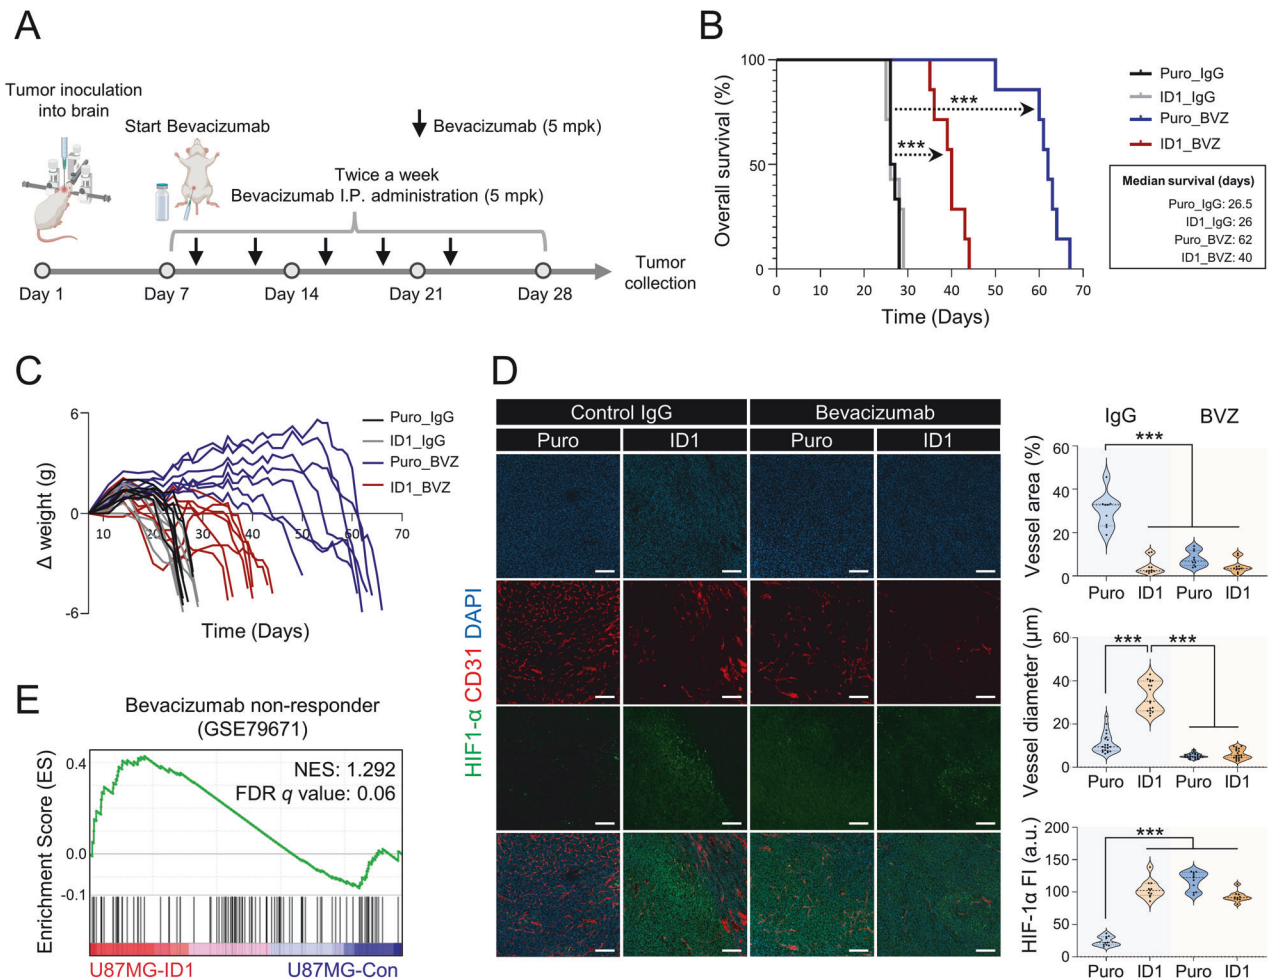 A
Tumor inoculation
into brain
Start Bevacizumab
Bevacizumab (5 mpk)
Twice a week
Bevacizumab I.P. administration (5 mpk)
Day 1
Day 7
Day 14
Day 21
Day 28
Tumor
collection
B
Overall survival (%)
100
50
0
0
10
20
30
40
50
60
70
Time (Days)
***
***
Puro_IgG
ID1_IgG
Puro_BVZ
ID1_BVZ
Median survival (days)
Puro_IgG: 26.5
ID1_IgG: 26
Puro_BVZ: 62
ID1_BVZ: 40
C
Δ weight (g)
6
0
-6
10
20
30
40
50
60
70
Time (Days)
Puro_IgG
ID1_IgG
Puro_BVZ
ID1_BVZ
D
Control IgG
Bevacizumab
Puro
ID1
Puro
ID1
HIF1-α CD31 DAPI
IgG
BVZ
Vessel area (%)
60
40
20
0
***
Puro
ID1
Puro
ID1
Vessel diameter (μm)
60
40
20
0
***
***
Puro
ID1
Puro
ID1
HIF-1α FI (a.u.)
200
150
100
50
0
***
Puro
ID1
Puro
ID1
E
Bevacizumab non-responder
(GSE79671)
Enrichment Score (ES)
0.4
0.0
-0.1
NES: 1.292
FDR q value: 0.06
U87MG-ID1
U87MG-Con